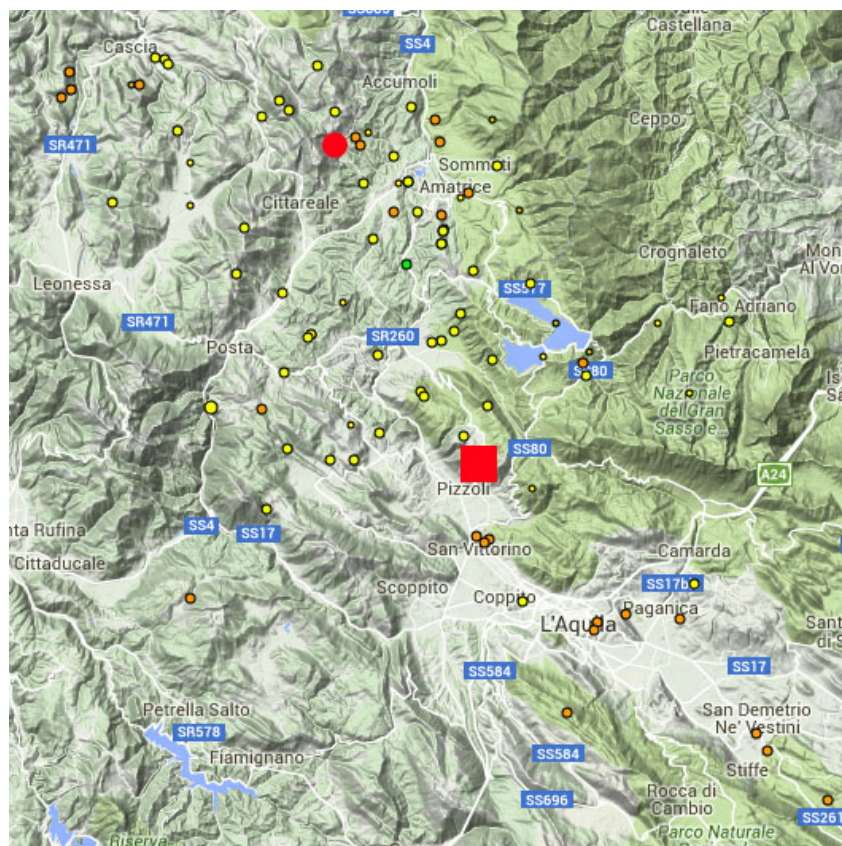 Valle
Castellana
SS4
Cascia
Accumoli
Ceppo
SR471
Sommati
Amatrice
Cittareale
Crognaleto
Leonessa
SS577
Fano Adriano
SR471
SR260
Posta
Pietracamela
SS80
Parco
Nazionale
del Gran
Sasso e...
SS80
A24
Pizzoli
SS4
SS17
San Vittorino
Camarda
Cittaducale
Scoppito
Coppito
SS17b
Paganica
L'Aquila
SS584
SS17
Petrella Salto
San Demetrio
Ne' Vestini
SR578
Fiamignano
SS584
Stiffe
Rocca di
Cambio
SS696
SS261
Parco Naturale
Riserva